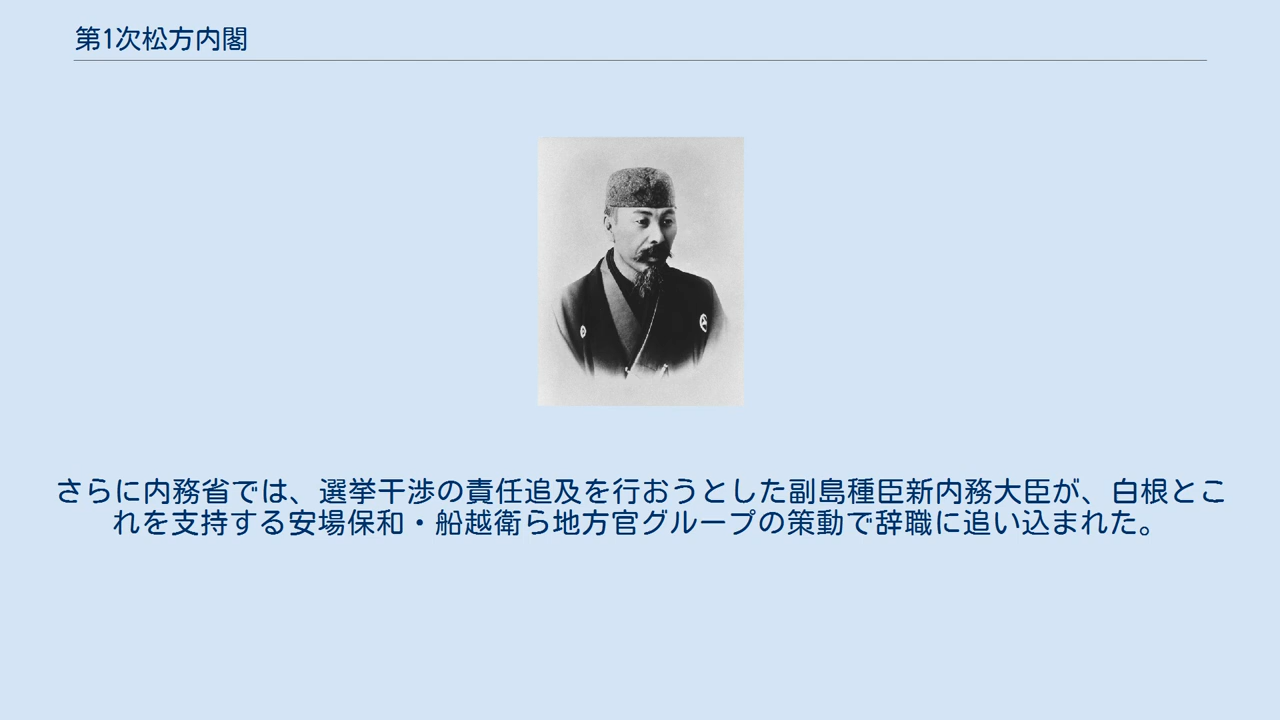 第1次松方内閣
さらに内務省では、選挙干渉の責任追及を行おうとした副島種臣新内務大臣が、白根とこ
れを支持する安場保和・船越衛ら地方官グループの策動で辞職に追い込まれた。